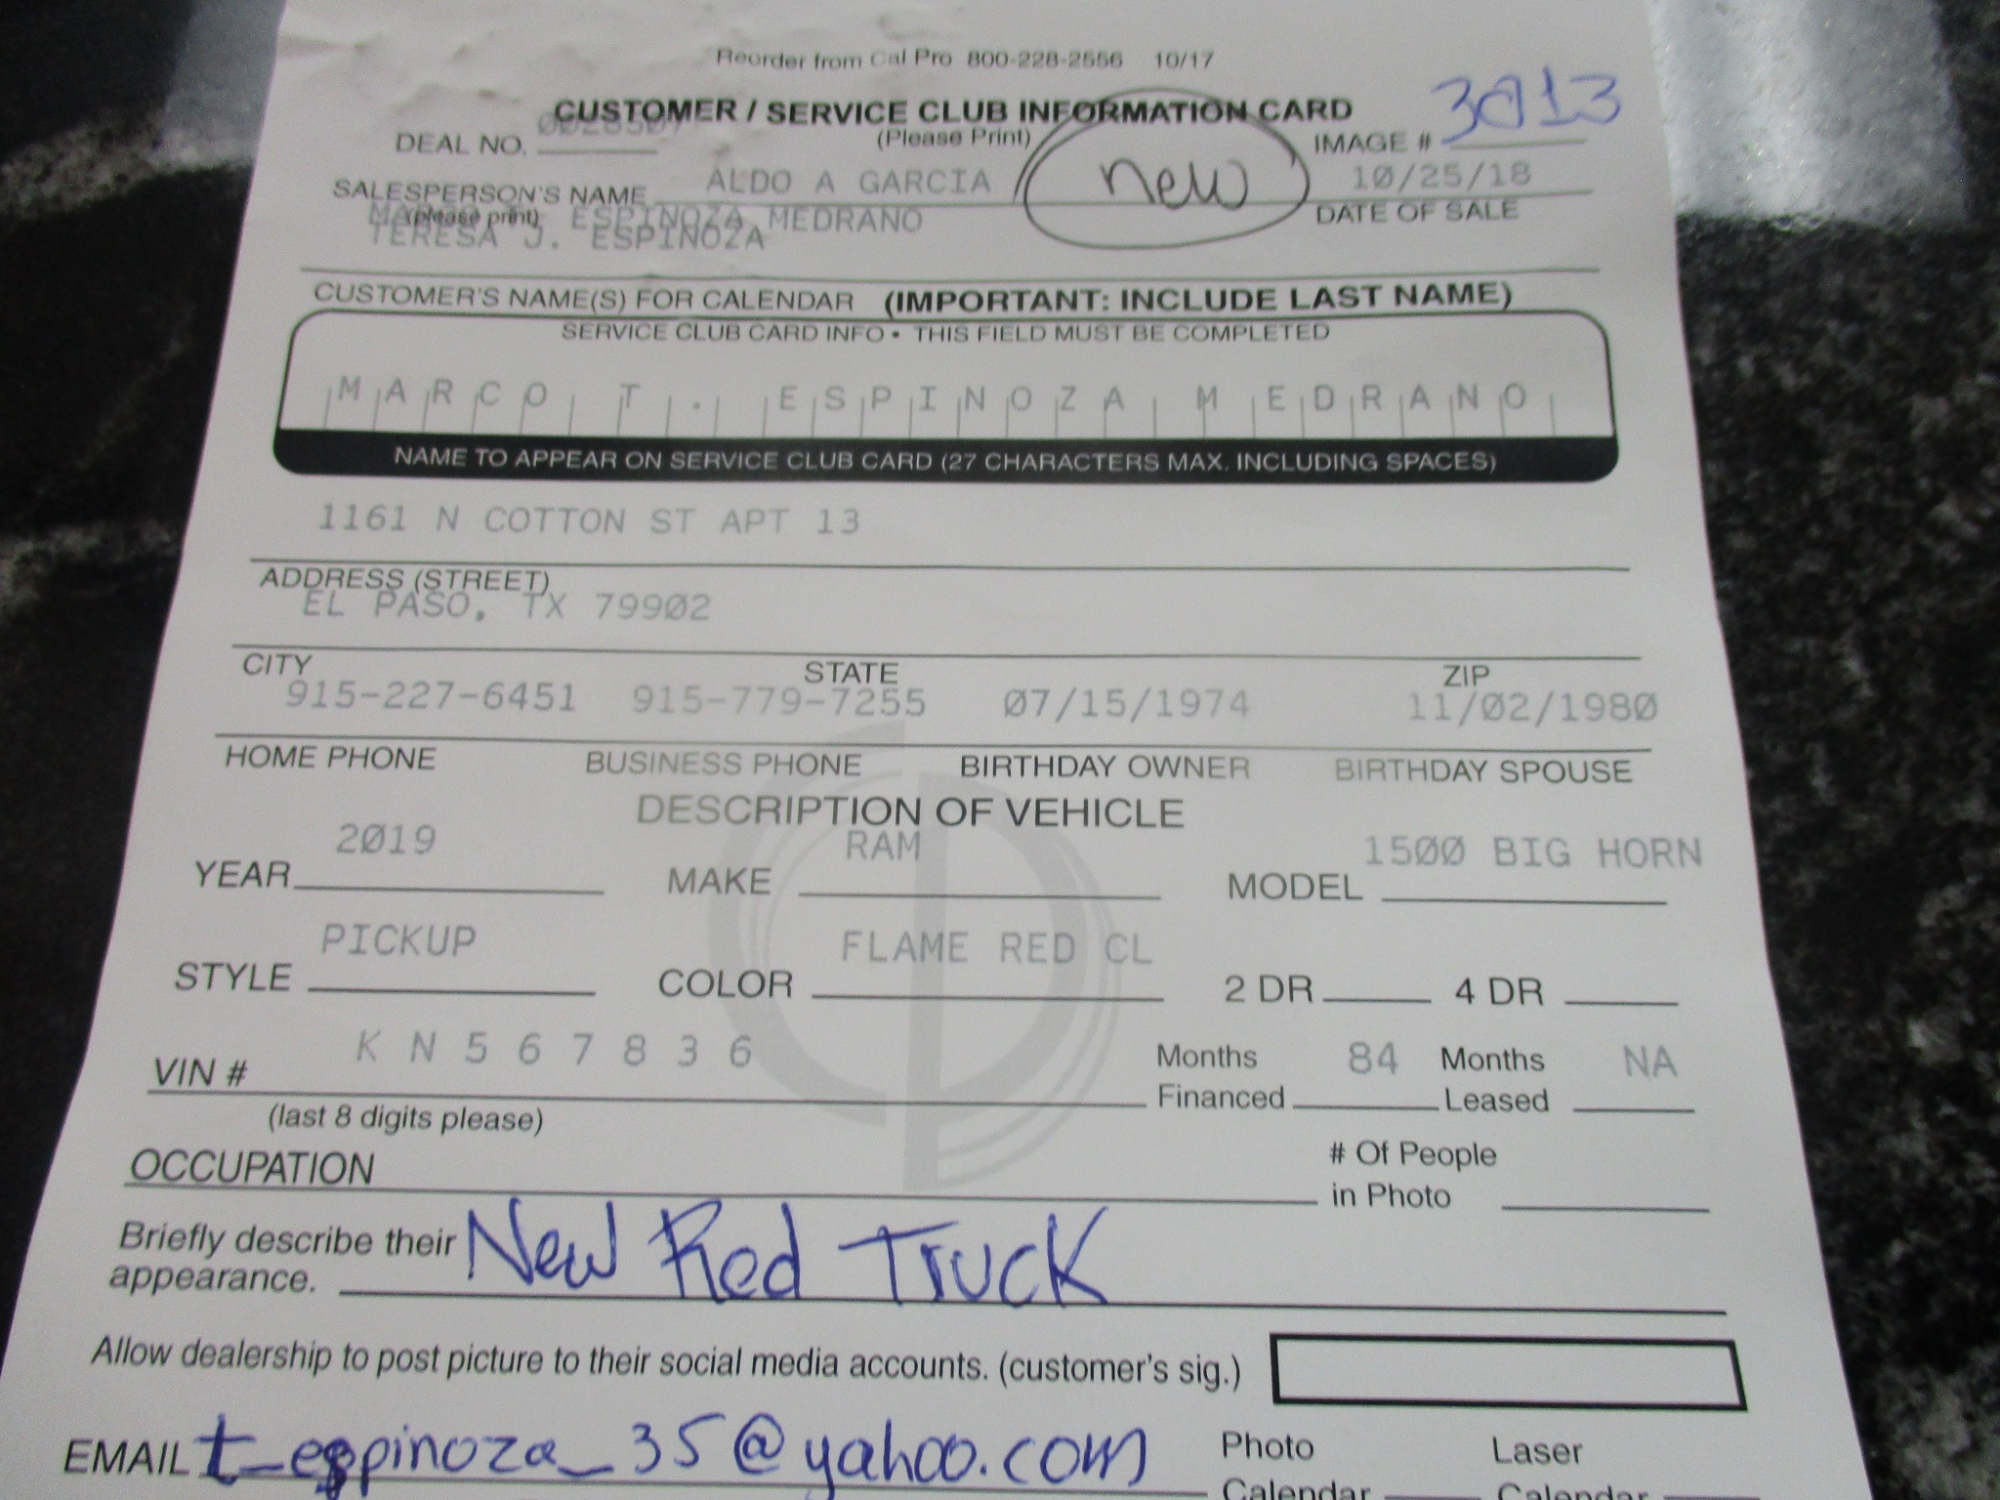 Reorder from Cal Pro 800-228-2556 10/17
CUSTOMER / SERVICE CLUB INFORMATION CARD
(Please Print)
DEAL NO.
IMAGE # 3013
new
SALESPERSON'S NAME ALDO A GARCIA
(please print)
10/25/18
DATE OF SALE
ESPINOZA MEDRANO
TERESA J. ESPINOZA
CUSTOMER'S NAME(S) FOR CALENDAR (IMPORTANT: INCLUDE LAST NAME)
SERVICE CLUB CARD INFO • THIS FIELD MUST BE COMPLETED
MARCO T. ESPINOZA MEDRANO
NAME TO APPEAR ON SERVICE CLUB CARD (27 CHARACTERS MAX. INCLUDING SPACES)
1161 N COTTON ST APT 13
ADDRESS (STREET)
EL PASO, TX 79902
CITY STATE ZIP
915-227-6451 915-779-7255 07/15/1974 11/02/1980
HOME PHONE BUSINESS PHONE BIRTHDAY OWNER BIRTHDAY SPOUSE
DESCRIPTION OF VEHICLE
YEAR 2019 MAKE RAM MODEL 1500 BIG HORN
STYLE PICKUP COLOR FLAME RED CL 2 DR 4 DR
VIN # K N 5 6 7 8 3 6 Months Financed 84 Months Leased NA
(last 8 digits please)
OCCUPATION # Of People in Photo
Briefly describe their appearance. New Red Truck
Allow dealership to post picture to their social media accounts. (customer's sig.)
EMAIL t_espinoza_35@yahoo.com Photo Calendar Laser Calendar